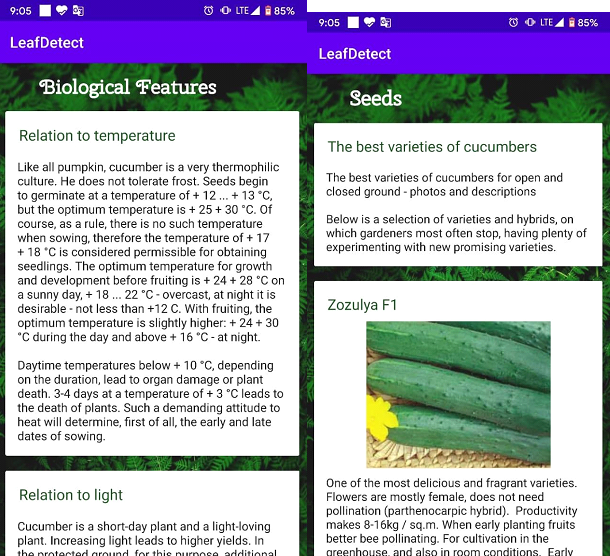 9:05
LTE 85%
LeafDetect
Biological Features
Relation to temperature
Like all pumpkin, cucumber is a very thermophilic
culture. He does not tolerate frost. Seeds begin
to germinate at a temperature of + 12 ... + 13 °C,
but the optimum temperature is + 25 + 30 °C. Of
course, as a rule, there is no such temperature
when sowing, therefore the temperature of + 17
+ 18 °C is considered permissible for obtaining
seedlings. The optimum temperature for growth
and development before fruiting is + 24 + 28 °C on
a sunny day, + 18 ... 22 °C - overcast, at night it is
desirable - not less than +12 C. With fruiting, the
optimum temperature is slightly higher: + 24 + 30
°C during the day and above + 16 °C - at night.
Daytime temperatures below + 10 °C, depending
on the duration, lead to organ damage or plant
death. 3-4 days at a temperature of + 3 °C leads to
the death of plants. Such a demanding attitude to
heat will determine, first of all, the early and late
dates of sowing.
Relation to light
Cucumber is a short-day plant and a light-loving
plant. Increasing light leads to higher yields. In
the protected ground, for this purpose, additional
9:05
LTE 85%
LeafDetect
Seeds
The best varieties of cucumbers
The best varieties of cucumbers for open and
closed ground - photos and descriptions
Below is a selection of varieties and hybrids, on
which gardeners most often stop, having plenty of
experimenting with new promising varieties.
Zozulya F1
One of the most delicious and fragrant varieties.
Flowers are mostly female, does not need
pollination (parthenocarpic hybrid). Productivity
makes 8-16kg / sq.m. When early planting fruits
better bee pollinating. For cultivation in the
greenhouse, and also in room conditions. Early